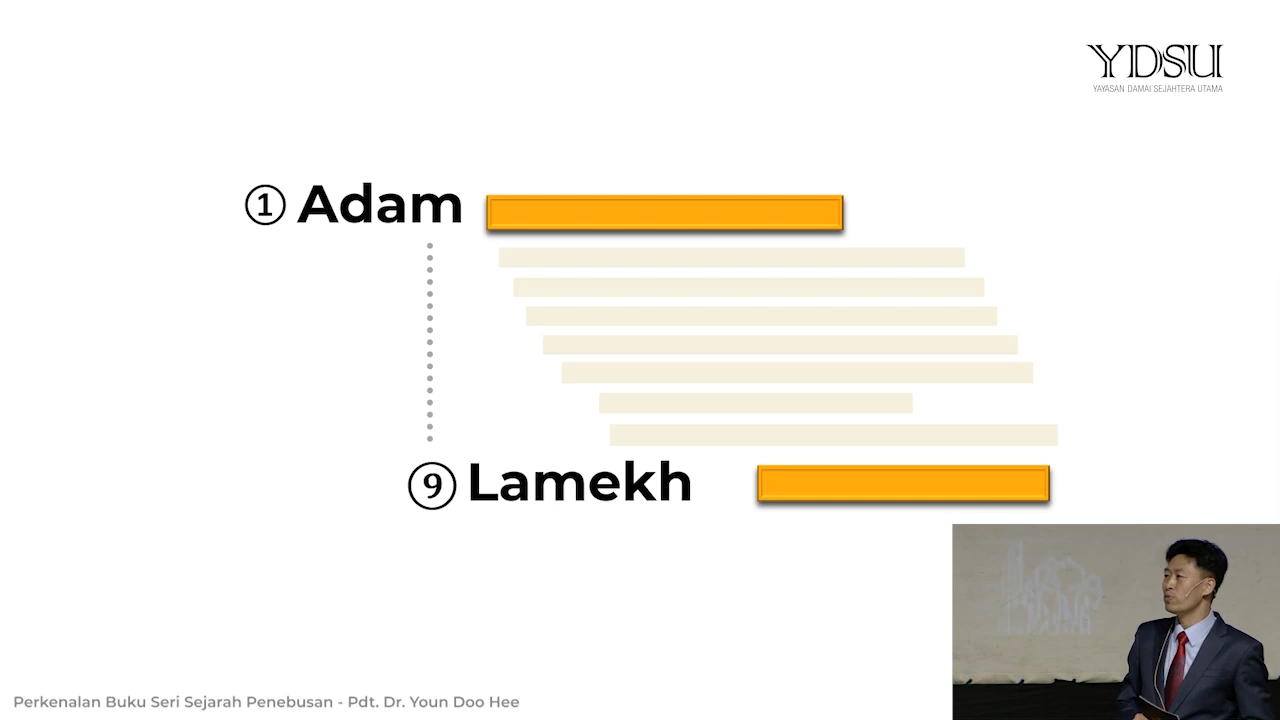 YDSU
YAYASAN DAMAI SEJAHTERA UTAMA
① Adam
⑨ Lamekh
Perkenalan Buku Seri Sejarah Penebusan - Pdt. Dr. Youn Doo Hee